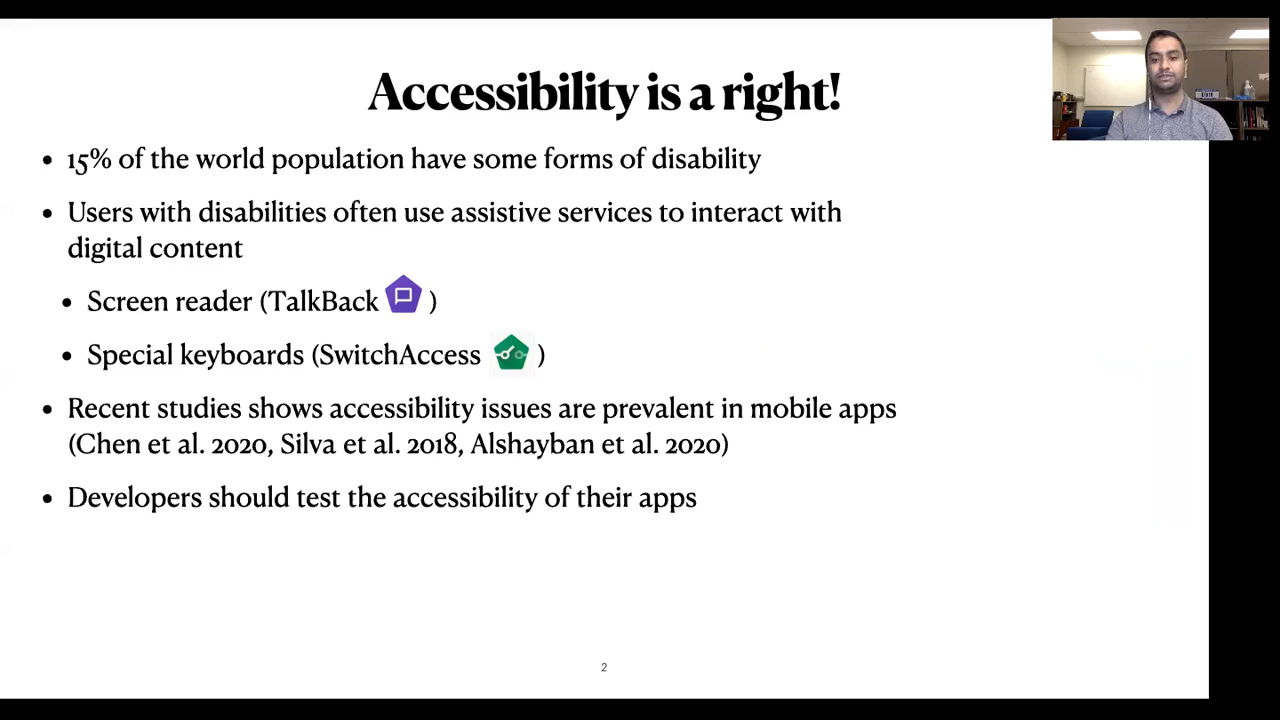 Accessibility is a right!
• 15% of the world population have some forms of disability
• Users with disabilities often use assistive services to interact with
digital content
• Screen reader (TalkBack )
• Special keyboards (SwitchAccess )
• Recent studies shows accessibility issues are prevalent in mobile apps
(Chen et al. 2020, Silva et al. 2018, Alshayban et al. 2020)
• Developers should test the accessibility of their apps
2